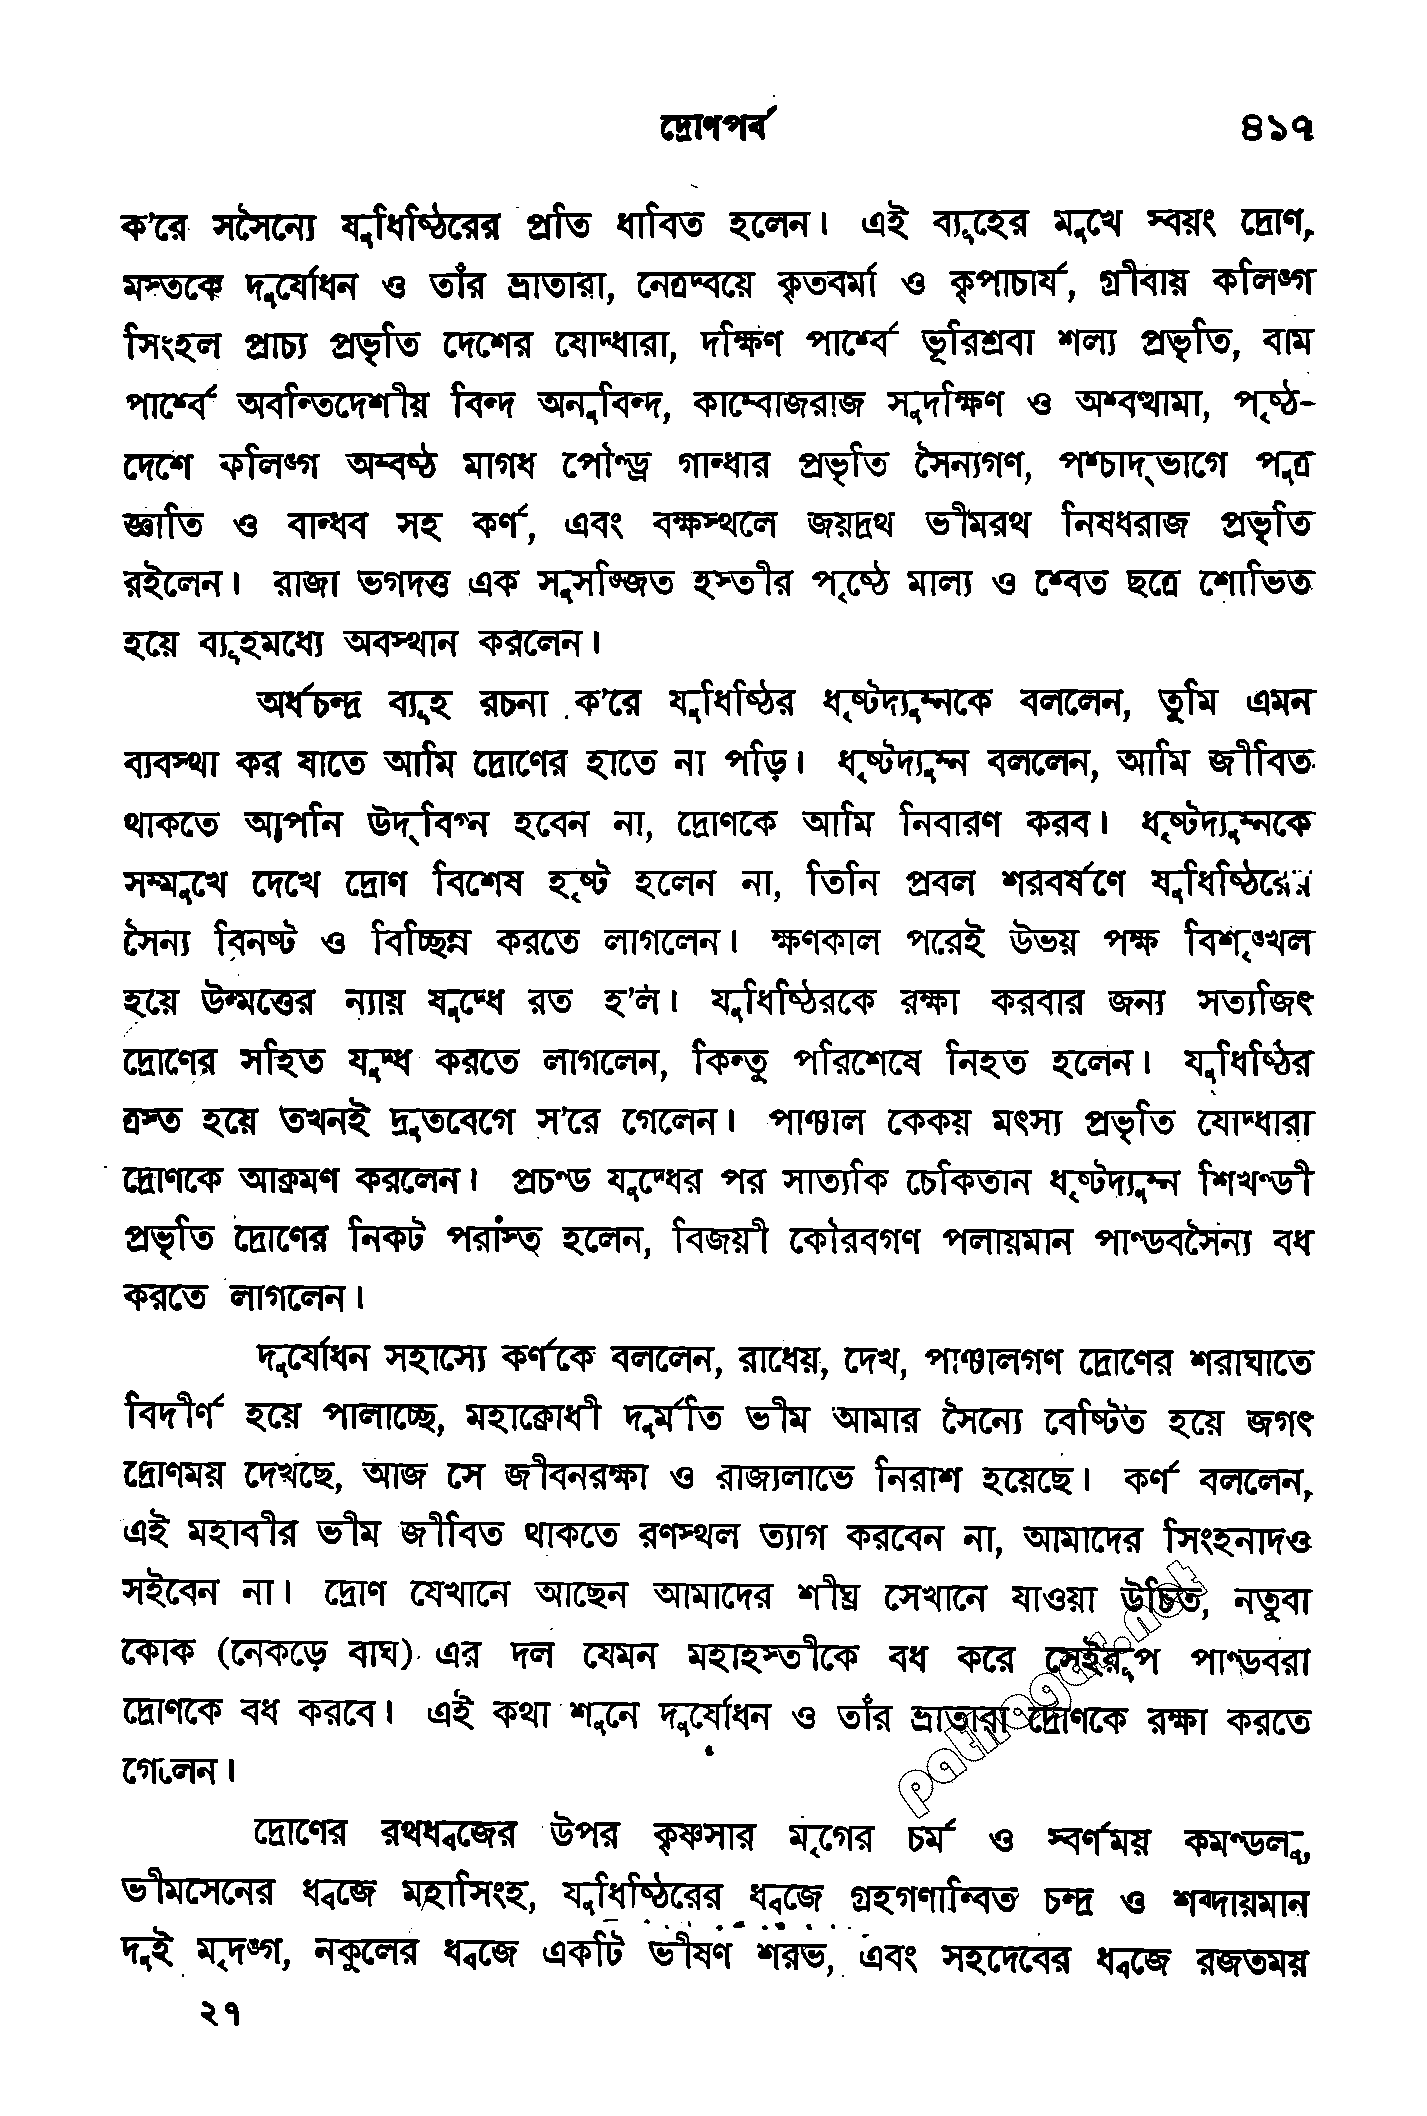 দ্রোণপর্ব ৪১৭
ক'রে সসৈন্যে যুধিষ্ঠিরের প্রতি ধাবিত হলেন। এই ব্যূহের মুখে স্বয়ং দ্রোণ,
মস্তকে দুর্যোধন ও তাঁর ভ্রাতারা, নেত্রদ্বয়ে কৃতবর্মা ও কৃপাচার্য, গ্রীবায় কলিঙ্গ
সিংহল প্রাচ্য প্রভৃতি দেশের যোদ্ধারা, দক্ষিণ পার্শ্বে ভূরিশ্রবা শল্য প্রভৃতি, বাম
পার্শ্বে অবন্তিদেশীয় বিন্দ অনুবিন্দ, কাম্বোজরাজ সুদক্ষিণ ও অশ্বত্থামা, পৃষ্ঠ-
দেশে কলিঙ্গ অম্বষ্ঠ মাগধ পৌণ্ড্র গান্ধার প্রভৃতি সৈন্যগণ, পশ্চাদ্‌ভাগে পুত্র
জ্ঞাতি ও বান্ধব সহ কর্ণ, এবং বক্ষস্থলে জয়দ্রথ ভীমরথ নিষধরাজ প্রভৃতি
রইলেন। রাজা ভগদত্ত এক সুসজ্জিত হস্তীর পৃষ্ঠে মাল্য ও শ্বেত ছত্রে শোভিত
হয়ে ব্যূহমধ্যে অবস্থান করলেন।
অর্ধচন্দ্র ব্যূহ রচনা ক'রে যুধিষ্ঠির ধৃষ্টদ্যুম্নকে বললেন, তুমি এমন
ব্যবস্থা কর যাতে আমি দ্রোণের হাতে না পড়ি। ধৃষ্টদ্যুম্ন বললেন, আমি জীবিত
থাকতে আপনি উদ্‌বিগ্ন হবেন না, দ্রোণকে আমি নিবারণ করব। ধৃষ্টদ্যুম্নকে
সম্মুখে দেখে দ্রোণ বিশেষ হৃষ্ট হলেন না, তিনি প্রবল শরবর্ষণে যুধিষ্ঠিরের
সৈন্য বিনষ্ট ও বিচ্ছিন্ন করতে লাগলেন। ক্ষণকাল পরেই উভয় পক্ষ বিশৃঙ্খল
হয়ে উন্মত্তের ন্যায় যুদ্ধে রত হ'ল। যুধিষ্ঠিরকে রক্ষা করবার জন্য সত্যজিৎ
দ্রোণের সহিত যুদ্ধ করতে লাগলেন, কিন্তু পরিশেষে নিহত হলেন। যুধিষ্ঠির
ত্রস্ত হয়ে তখনই দ্রুতবেগে স'রে গেলেন। পাঞ্চাল কেকয় মৎস্য প্রভৃতি যোদ্ধারা
দ্রোণকে আক্রমণ করলেন। প্রচণ্ড যুদ্ধের পর সাত্যকি চেকিতান ধৃষ্টদ্যুম্ন শিখণ্ডী
প্রভৃতি দ্রোণের নিকট পরাস্ত হলেন, বিজয়ী কৌরবগণ পলায়মান পাণ্ডবসৈন্য বধ
করতে লাগলেন।
দুর্যোধন সহাস্যে কর্ণকে বললেন, রাধেয়, দেখ, পাঞ্চালগণ দ্রোণের শরাঘাতে
বিদীর্ণ হয়ে পালাচ্ছে, মহাক্রোধী দুর্মতি ভীম আমার সৈন্যে বেষ্টিত হয়ে জগৎ
দ্রোণময় দেখছে, আজ সে জীবনরক্ষা ও রাজ্যলাভে নিরাশ হয়েছে। কর্ণ বললেন,
এই মহাবীর ভীম জীবিত থাকতে রণস্থল ত্যাগ করবেন না, আমাদের সিংহনাদও
সইবেন না। দ্রোণ যেখানে আছেন আমাদের শীঘ্র সেখানে যাওয়া উচিত, নতুবা
কোক (নেকড়ে বাঘ) এর দল যেমন মহাহস্তীকে বধ করে সেইরূপ পাণ্ডবরা
দ্রোণকে বধ করবে। এই কথা শুনে দুর্যোধন ও তাঁর ভ্রাতারা দ্রোণকে রক্ষা করতে
গেলেন।
দ্রোণের রথধ্বজের উপর কৃষ্ণসার মৃগের চর্ম ও স্বর্ণময় কমণ্ডলু,
ভীমসেনের ধ্বজে মহাসিংহ, যুধিষ্ঠিরের ধ্বজে গ্রহগণান্বিত চন্দ্র ও শব্দায়মান
দুই মৃদঙ্গ, নকুলের ধ্বজে একটি ভীষণ শরভ, এবং সহদেবের ধ্বজে রজতময়
২৭
pathagar.net